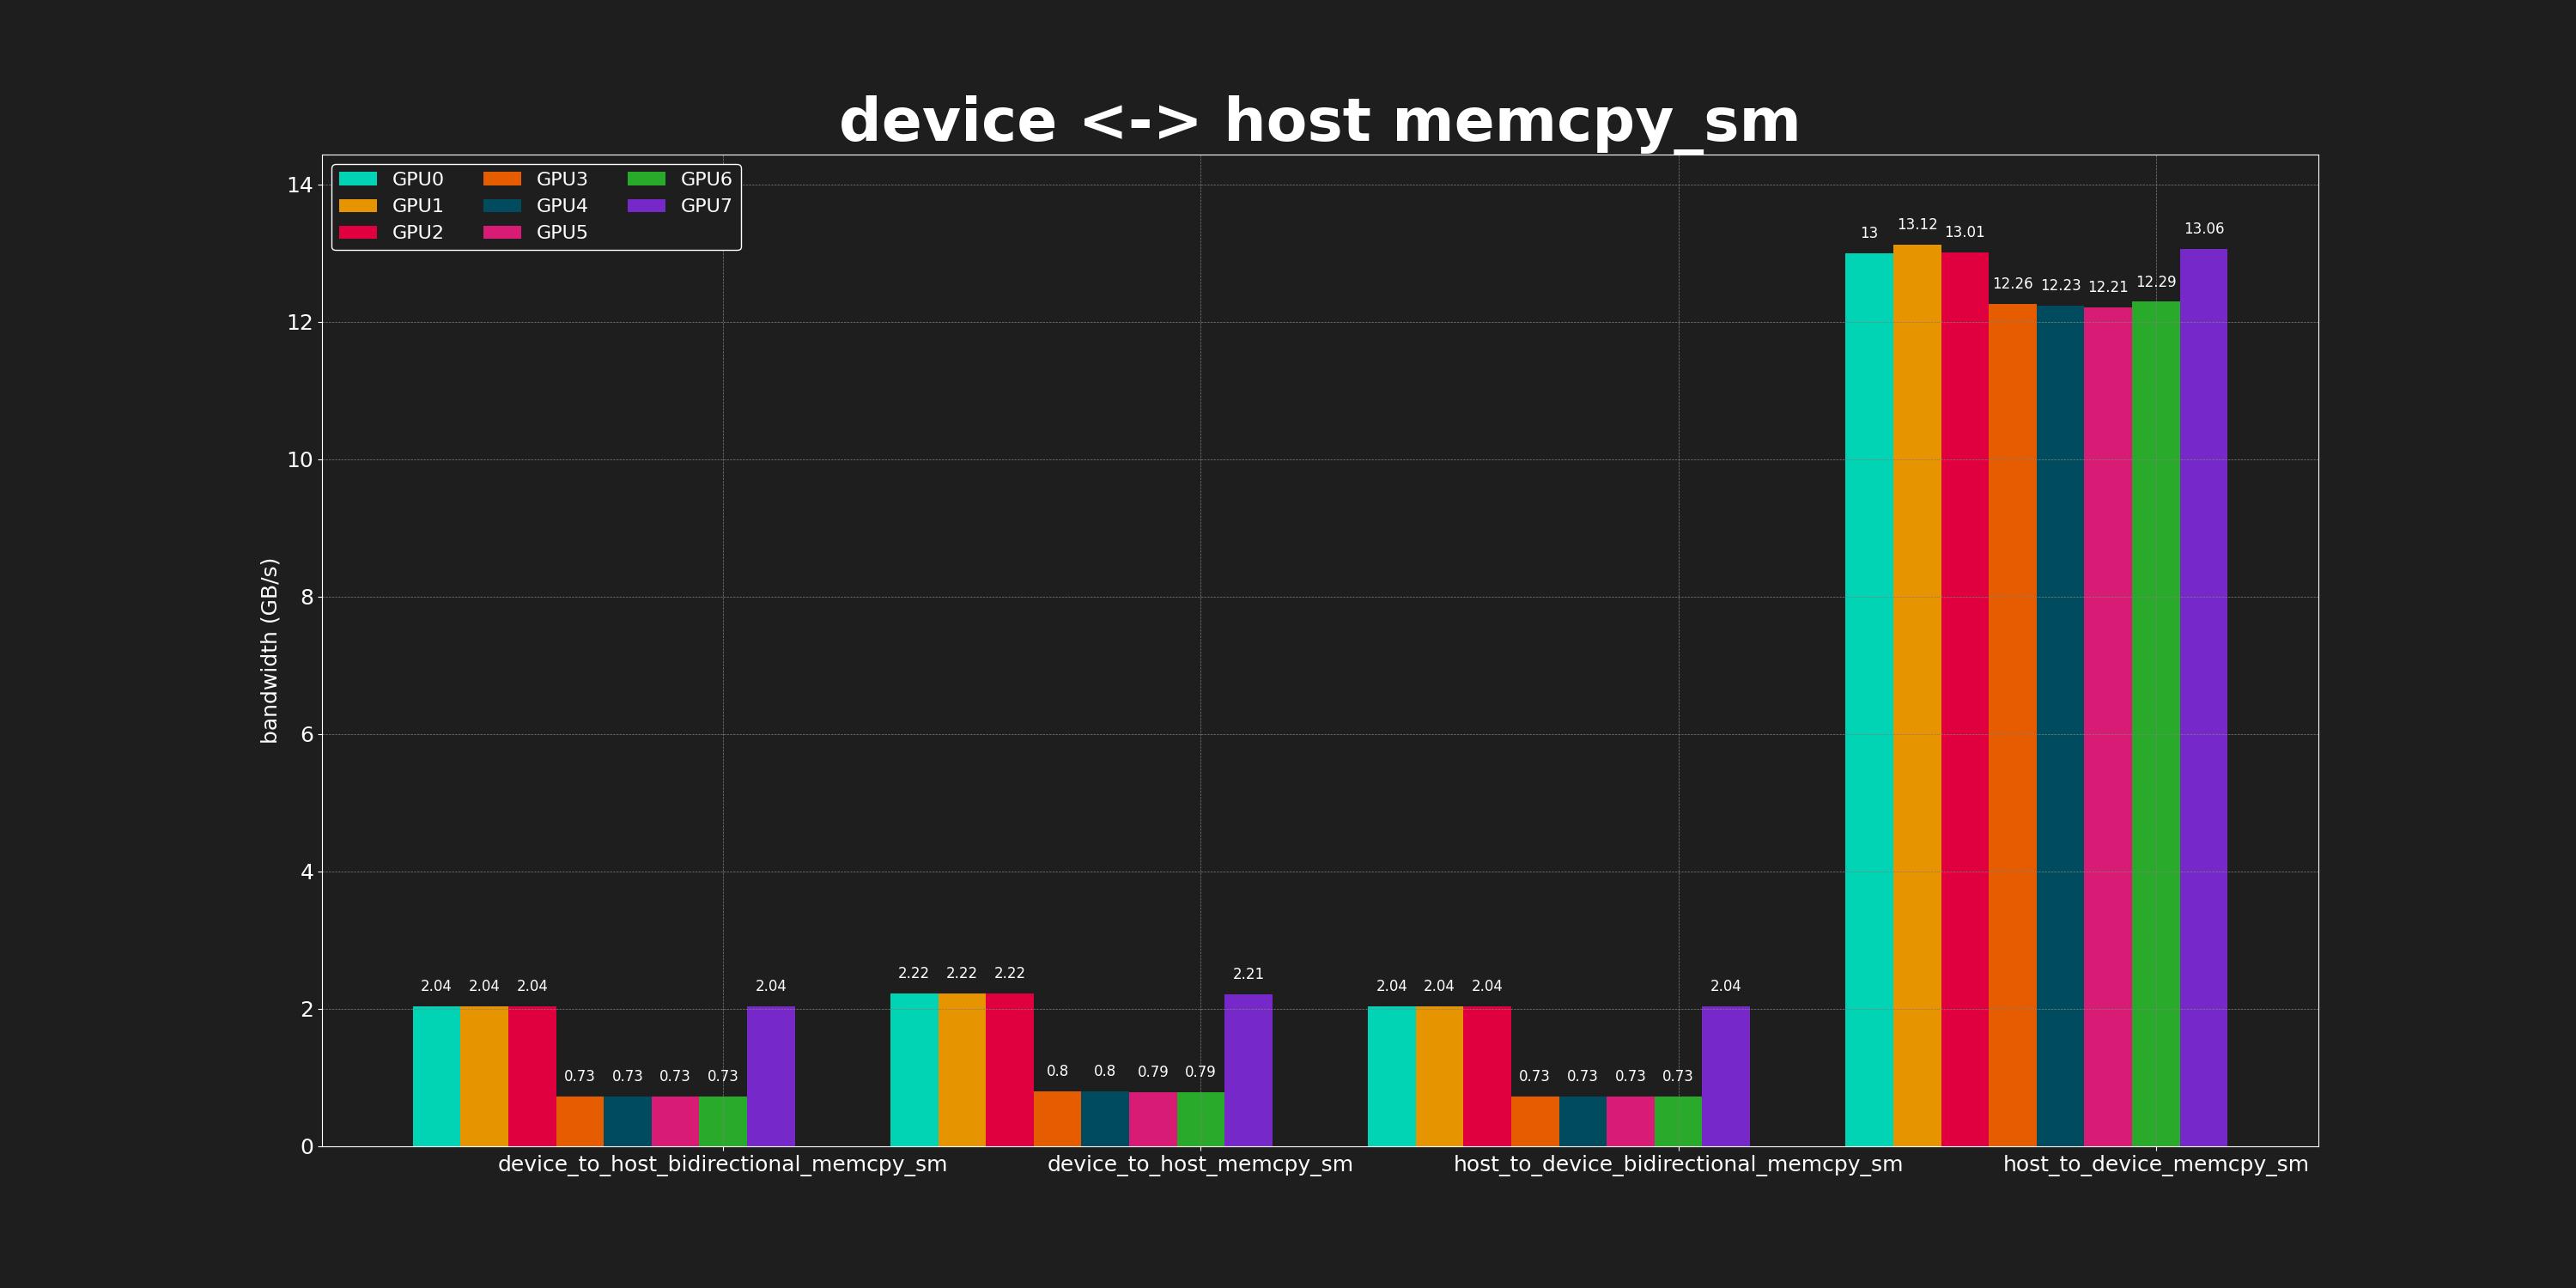 device <-> host memcpy_sm
GPU0 GPU3 GPU6
GPU1 GPU4 GPU7
GPU2 GPU5
14
12
10
8
6
4
2
0
bandwidth (GB/s)
2.04 2.04 2.04 0.73 0.73 0.73 0.73 2.04
2.22 2.22 2.22 0.8 0.8 0.79 0.79 2.21
2.04 2.04 2.04 0.73 0.73 0.73 0.73 2.04
13 13.12 13.01 12.26 12.23 12.21 12.29 13.06
device_to_host_bidirectional_memcpy_sm
device_to_host_memcpy_sm
host_to_device_bidirectional_memcpy_sm
host_to_device_memcpy_sm